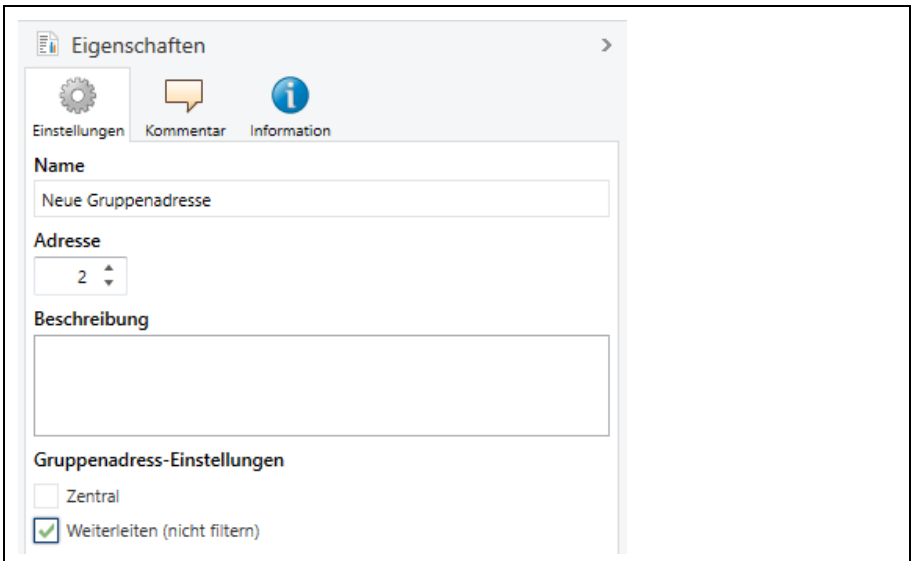 Eigenschaften
Einstellungen Kommentar Information
Name
Neue Gruppenadresse
Adresse
2
Beschreibung
Gruppenadress-Einstellungen
Zentral
Weiterleiten (nicht filtern)